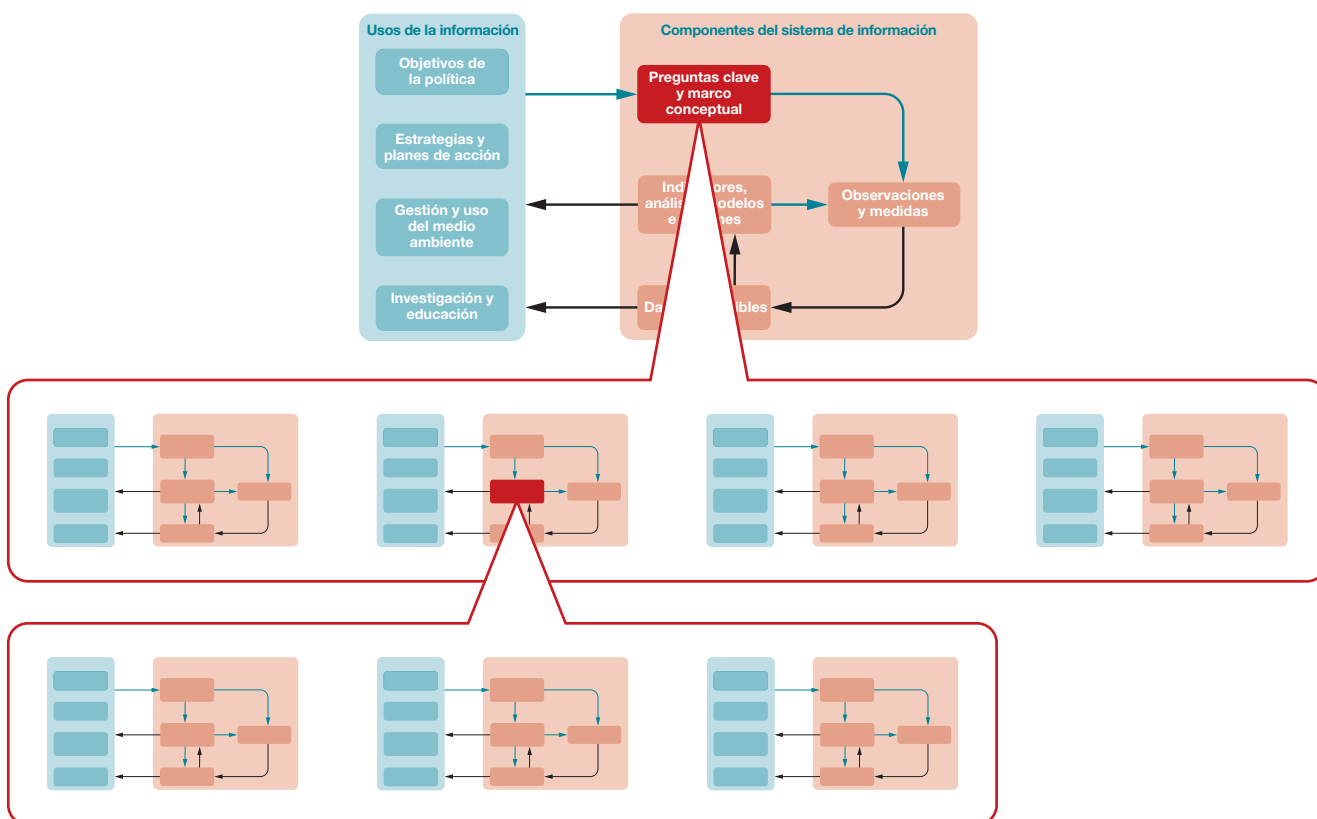 Usos de la información
Objetivos de
la política
Estrategias y
planes de acción
Gestión y uso
del medio
ambiente
Investigación y
educación
Componentes del sistema de información
Preguntas clave
y marco
conceptual
Observaciones
y medidas